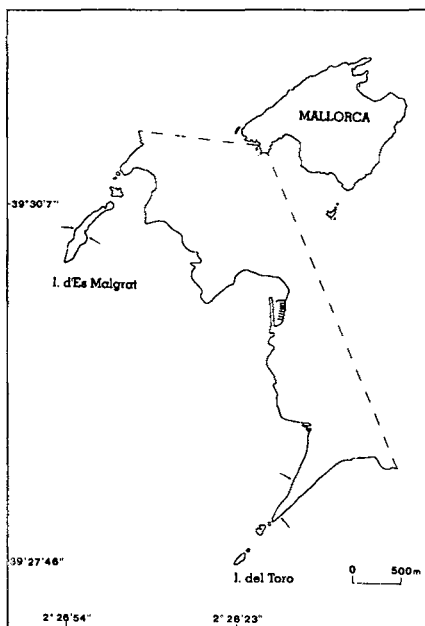 MALLORCA
39°30'7"
I. d'Es Malgrat
39°27'46"
I. del Toro
0 500m
2° 26'54" 2° 28'23"